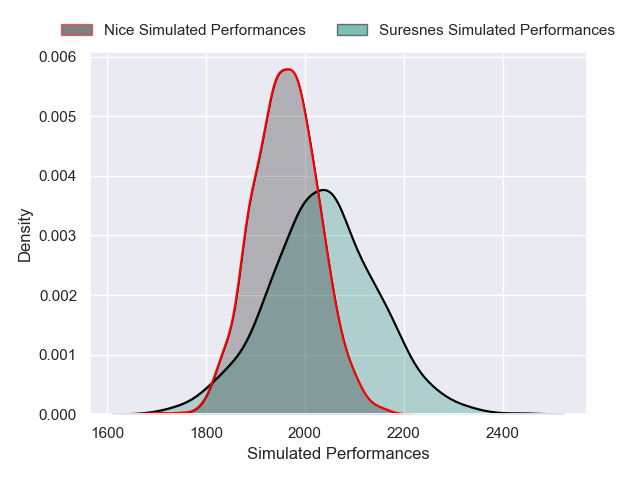 Nice Simulated Performances Suresnes Simulated Performances
0.006
0.005
0.004
0.003
0.002
0.001
0.000
Density
1600 1800 2000 2200 2400
Simulated Performances